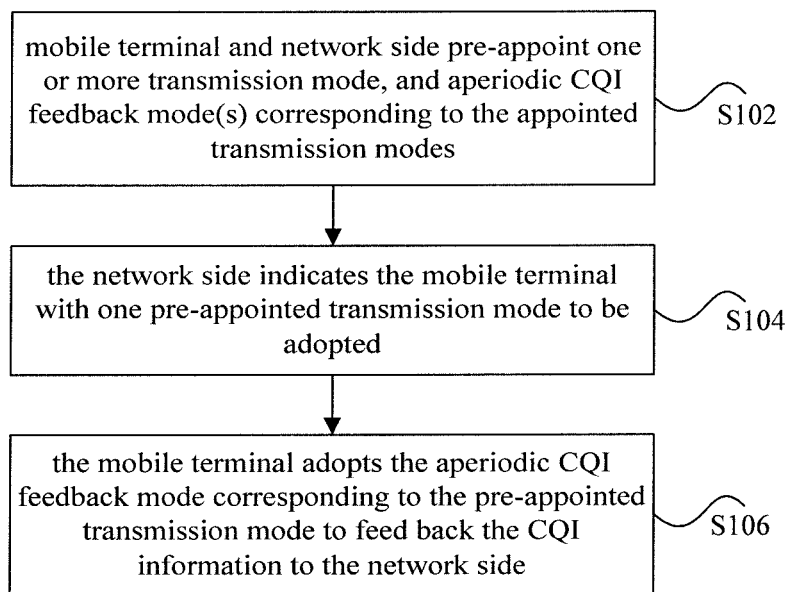 mobile terminal and network side pre-appoint one
or more transmission mode, and aperiodic CQI
feedback mode(s) corresponding to the appointed
transmission modes
S102
the network side indicates the mobile terminal
with one pre-appointed transmission mode to be
adopted
S104
the mobile terminal adopts the aperiodic CQI
feedback mode corresponding to the pre-appointed
transmission mode to feed back the CQI
information to the network side
S106